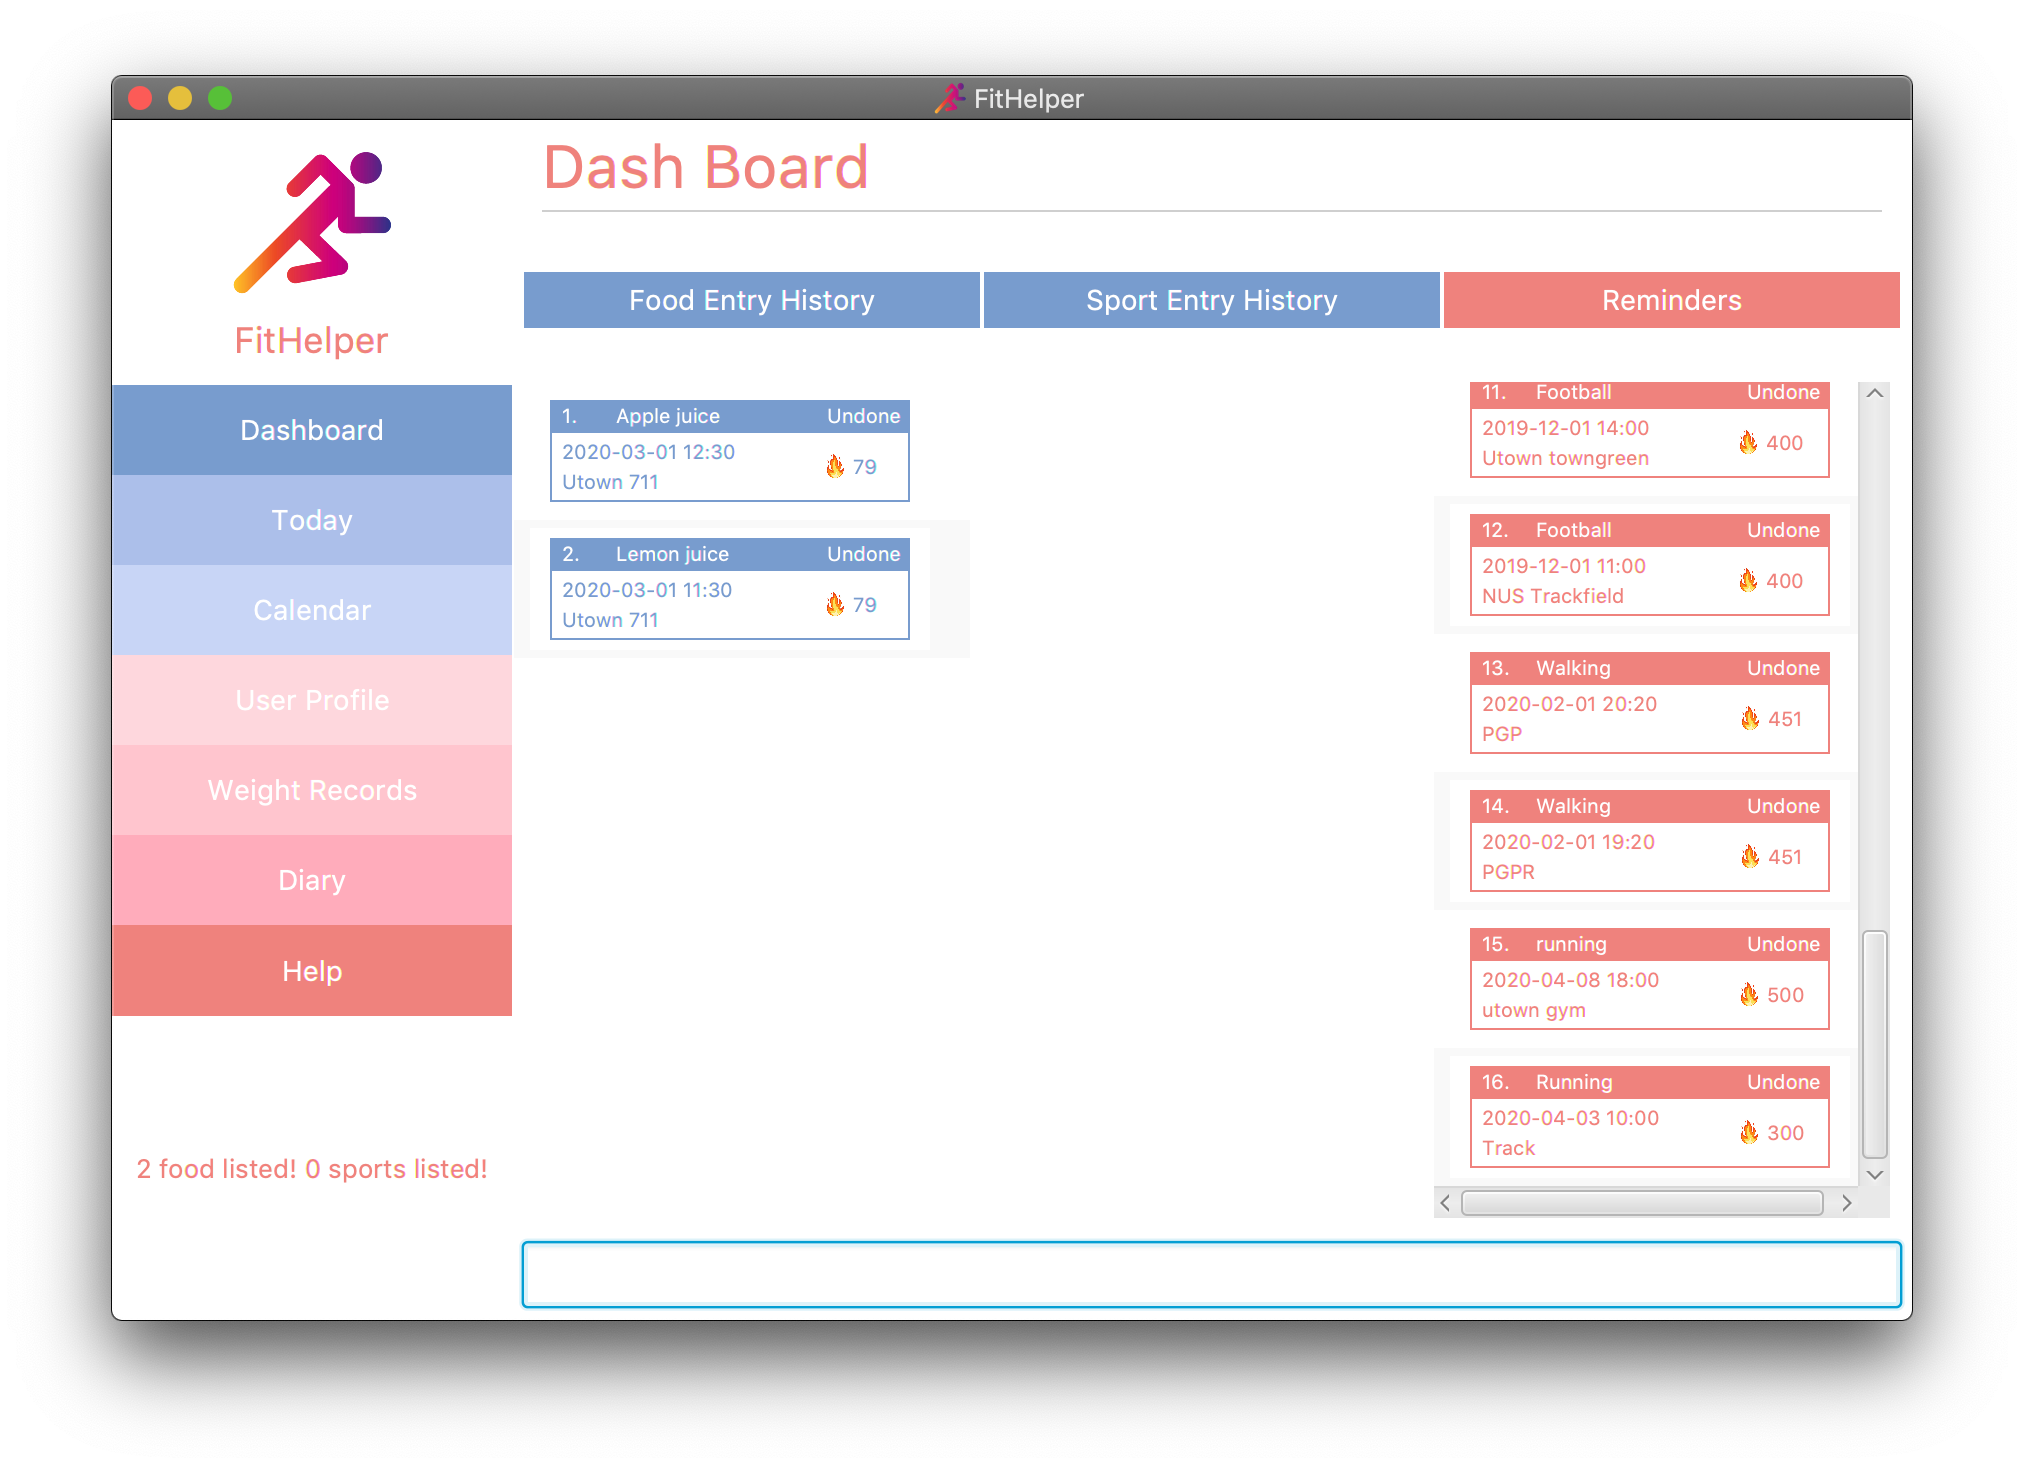 FitHelper
Dash Board
FitHelper
Food Entry History
Sport Entry History
Reminders
Dashboard
Today
Calendar
User Profile
Weight Records
Diary
Help
2 food listed! 0 sports listed!
1. Apple juice Undone
2020-03-01 12:30
79
Utown 711
2. Lemon juice Undone
2020-03-01 11:30
79
Utown 711
11. Football Undone
2019-12-01 14:00
400
Utown towngreen
12. Football Undone
2019-12-01 11:00
400
NUS Trackfield
13. Walking Undone
2020-02-01 20:20
451
PGP
14. Walking Undone
2020-02-01 19:20
451
PGPR
15. running Undone
2020-04-08 18:00
500
utown gym
16. Running Undone
2020-04-03 10:00
300
Track